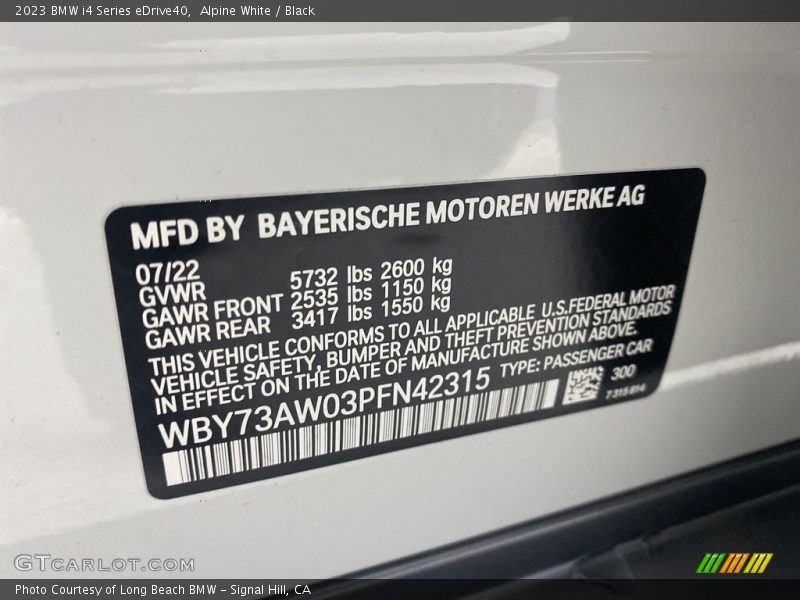 2023 BMW i4 Series eDrive40,  Alpine White / Black
MFD BY BAYERISCHE MOTOREN WERKE AG
07/22
GVWR 5732 lbs 2600 kg
GAWR FRONT 2535 lbs 1150 kg
GAWR REAR 3417 lbs 1550 kg
THIS VEHICLE CONFORMS TO ALL APPLICABLE U.S.FEDERAL MOTOR
VEHICLE SAFETY, BUMPER AND THEFT PREVENTION STANDARDS
IN EFFECT ON THE DATE OF MANUFACTURE SHOWN ABOVE.
WBY73AW03PFN42315 TYPE: PASSENGER CAR
300
7 315 814
GTCARLOT.COM
Photo Courtesy of Long Beach BMW - Signal Hill, CA